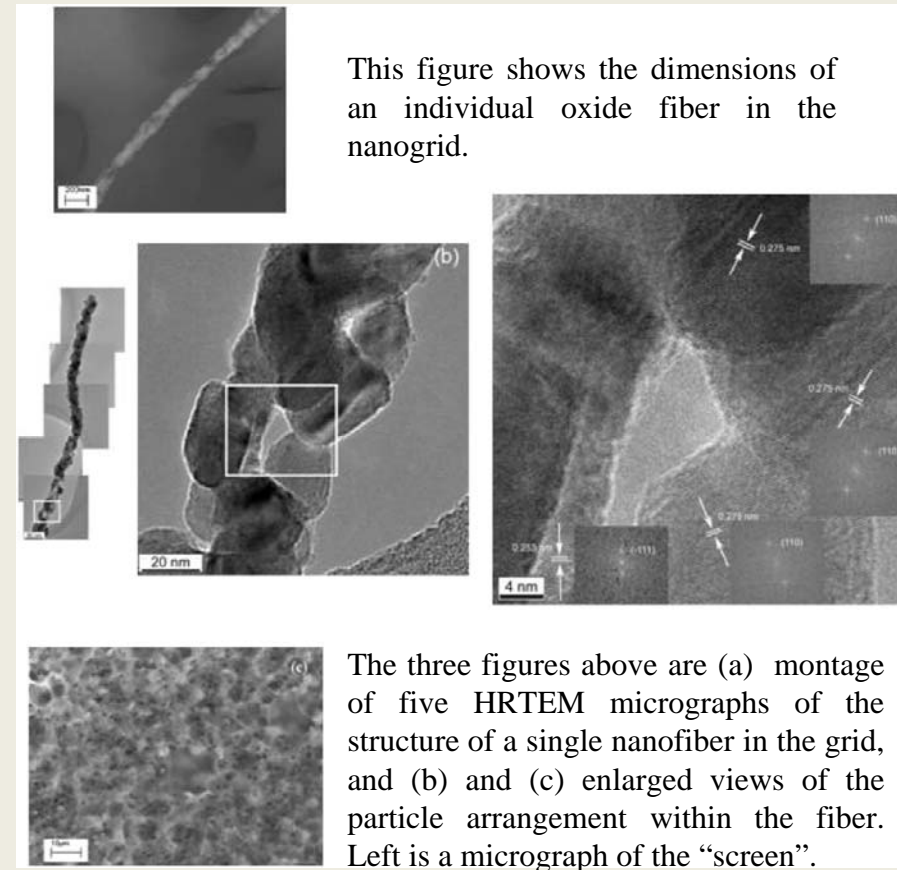 This figure shows the dimensions of
an individual oxide fiber in the
nanogrid.
200nm
(110)
0.275 nm
(b)
0.275 nm
(110)
0.279 nm
0.253 nm
(-111)
(110)
20 nm
4 nm
(c)
The three figures above are (a) montage
of five HRTEM micrographs of the
structure of a single nanofiber in the grid,
and (b) and (c) enlarged views of the
particle arrangement within the fiber.
10µm
Left is a micrograph of the “screen”.